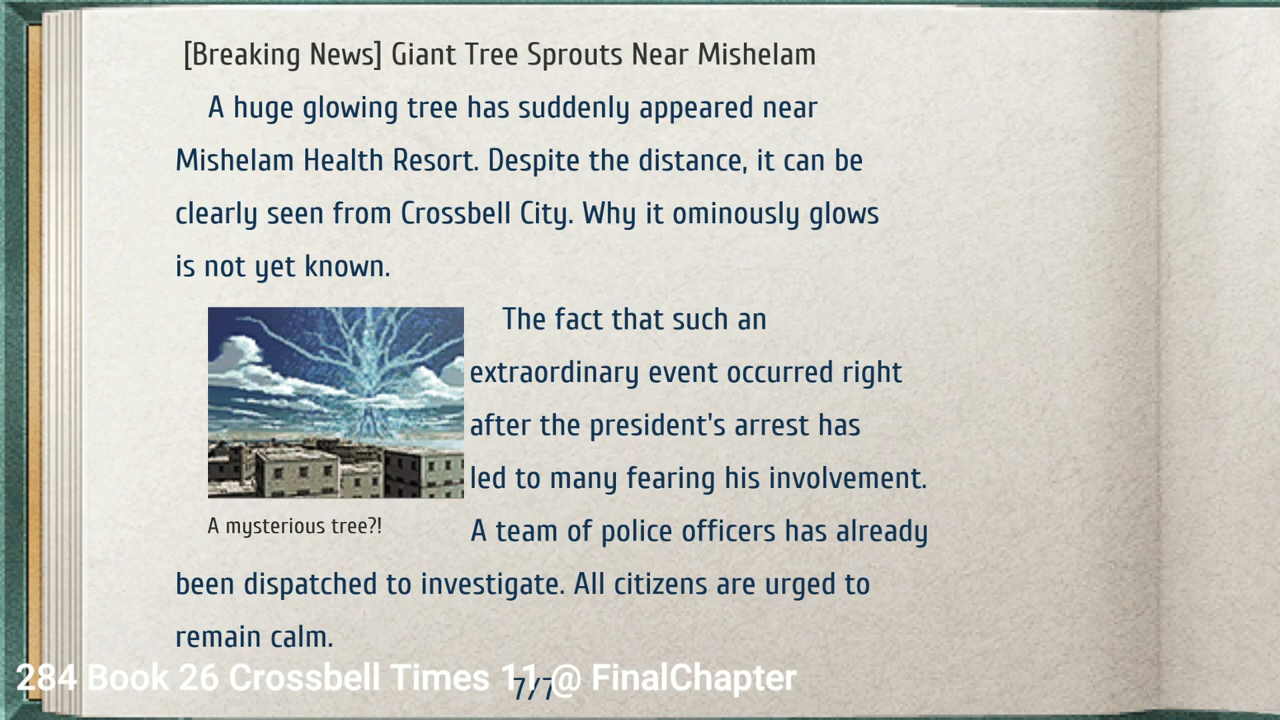 [Breaking News] Giant Tree Sprouts Near Mishelam
A huge glowing tree has suddenly appeared near
Mishelam Health Resort. Despite the distance, it can be
clearly seen from Crossbell City. Why it ominously glows
is not yet known.
The fact that such an
extraordinary event occurred right
after the president's arrest has
led to many fearing his involvement.
A team of police officers has already
been dispatched to investigate. All citizens are urged to
remain calm.
A mysterious tree?!
284 Book 26 Crossbell Times 11 @ FinalChapter
7/7